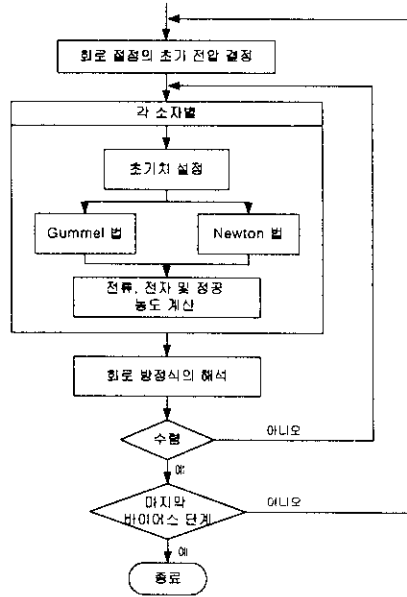 회로 절점의 초기 전압 결정
각 소자별
초기치 설정
Gummel 법
Newton 법
전류, 전자 및 정공
농도 계산
회로 방정식의 해석
수렴
아니오
예
마지막
바이어스 단계
아니오
예
종료